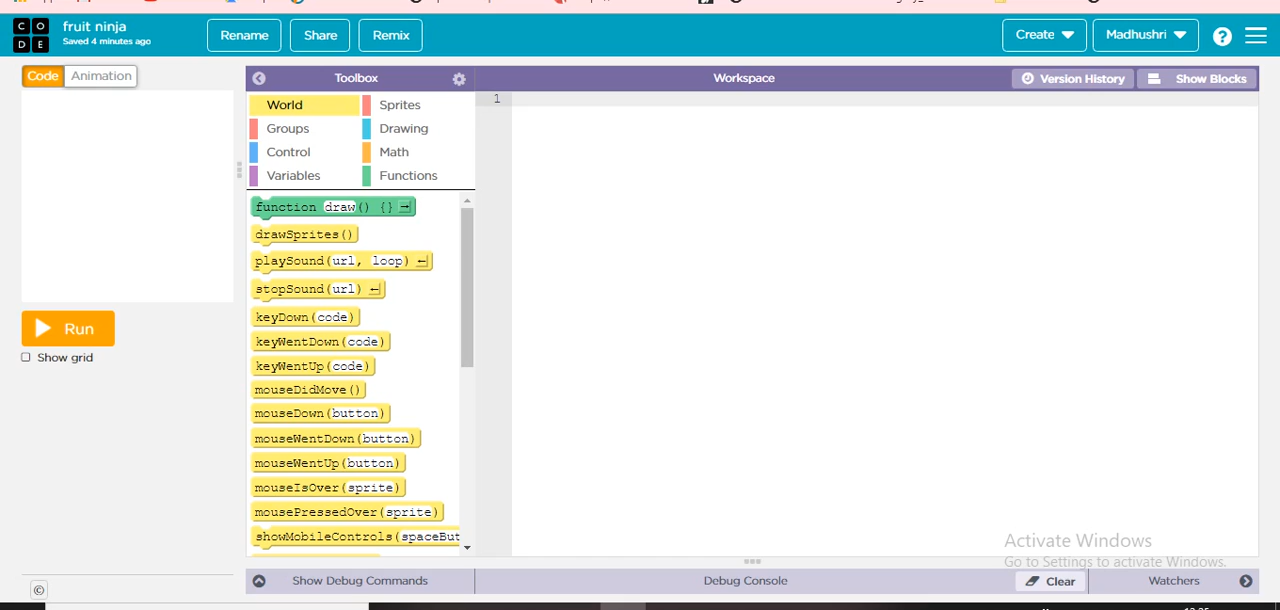 CO
DE
fruit ninja
Saved 4 minutes ago
Rename
Share
Remix
Create
Madhushri
?
Code
Animation
Toolbox
Workspace
Version History
Show Blocks
World
Sprites
Groups
Drawing
Control
Math
Variables
Functions
1
function draw() {}
drawSprites()
playSound(url, loop)
stopSound(url)
keyDown(code)
keyWentDown(code)
keyWentUp(code)
mouseDidMove()
mouseDown(button)
mouseWentDown(button)
mouseWentUp(button)
mouseIsOver(sprite)
mousePressedOver(sprite)
showMobileControls(spaceBut
Run
Show grid
Activate Windows
Go to Settings to activate Windows.
©
Show Debug Commands
Debug Console
Clear
Watchers